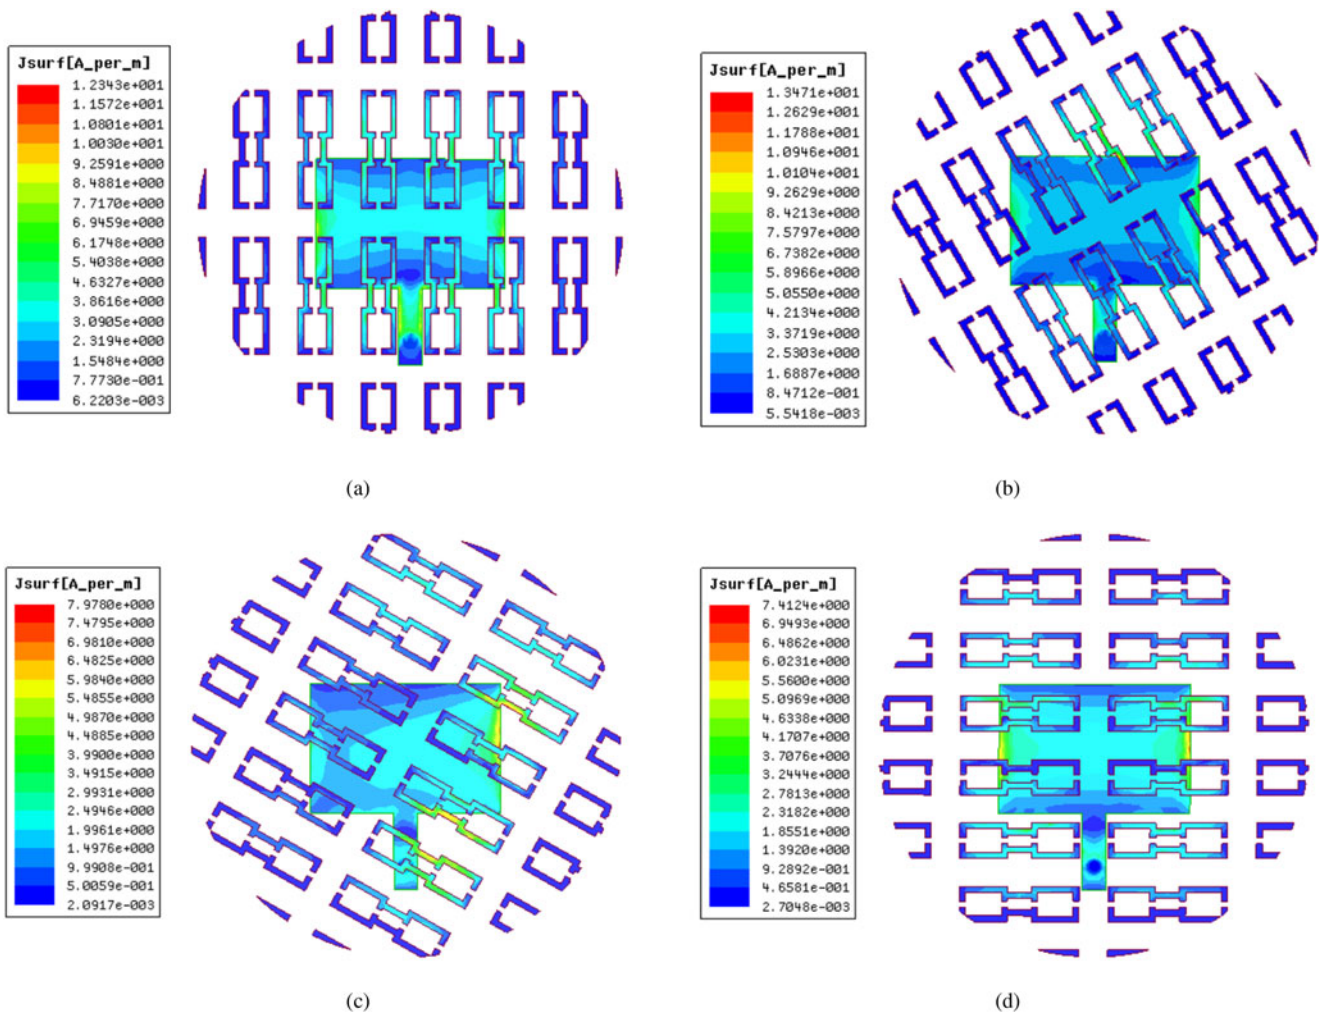 Jsurf[A_per_m]
1.2343e+001
1.1572e+001
1.0801e+001
1.0030e+001
9.2591e+000
8.4881e+000
7.7170e+000
6.9459e+000
6.1748e+000
5.4038e+000
4.6327e+000
3.8616e+000
3.0905e+000
2.3194e+000
1.5484e+000
7.7730e-001
6.2203e-003
(a)
Jsurf[A_per_m]
1.3471e+001
1.2629e+001
1.1788e+001
1.0946e+001
1.0104e+001
9.2629e+000
8.4213e+000
7.5797e+000
6.7382e+000
5.8966e+000
5.0550e+000
4.2134e+000
3.3719e+000
2.5303e+000
1.6887e+000
8.4712e-001
5.5418e-003
(b)
Jsurf[A_per_m]
7.9780e+000
7.4795e+000
6.9810e+000
6.4825e+000
5.9840e+000
5.4855e+000
4.9870e+000
4.4885e+000
3.9900e+000
3.4915e+000
2.9931e+000
2.4946e+000
1.9961e+000
1.4976e+000
9.9908e-001
5.0059e-001
2.0917e-003
(c)
Jsurf[A_per_m]
7.4124e+000
6.9493e+000
6.4862e+000
6.0231e+000
5.5600e+000
5.0969e+000
4.6338e+000
4.1707e+000
3.7076e+000
3.2444e+000
2.7813e+000
2.3182e+000
1.8551e+000
1.3920e+000
9.2892e-001
4.6581e-001
2.7048e-003
(d)